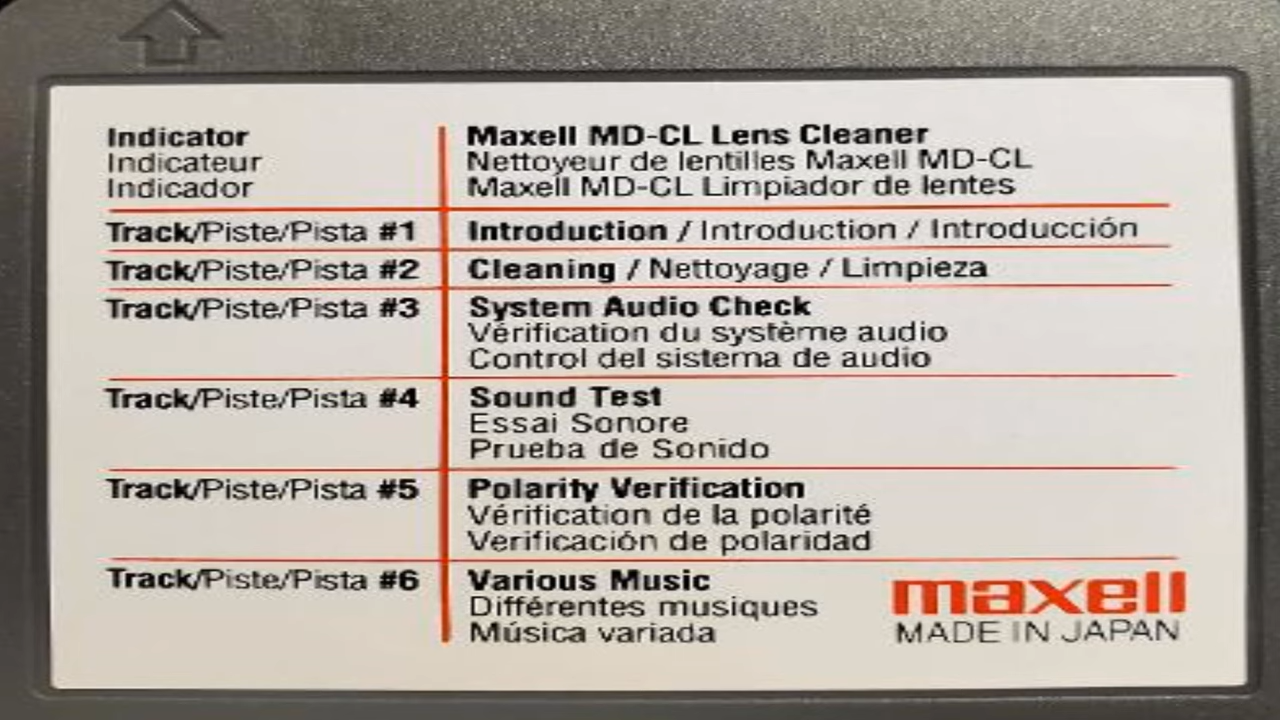 Indicator Maxell MD-CL Lens Cleaner
Indicateur Nettoyeur de lentilles Maxell MD-CL
Indicador Maxell MD-CL Limpiador de lentes
Track/Piste/Pista #1 Introduction / Introduction / Introducción
Track/Piste/Pista #2 Cleaning / Nettoyage / Limpieza
Track/Piste/Pista #3 System Audio Check
Vérification du système audio
Control del sistema de audio
Track/Piste/Pista #4 Sound Test
Essai Sonore
Prueba de Sonido
Track/Piste/Pista #5 Polarity Verification
Vérification de la polarité
Verificación de polaridad
Track/Piste/Pista #6 Various Music
Différentes musiques
Música variada
maxell
MADE IN JAPAN